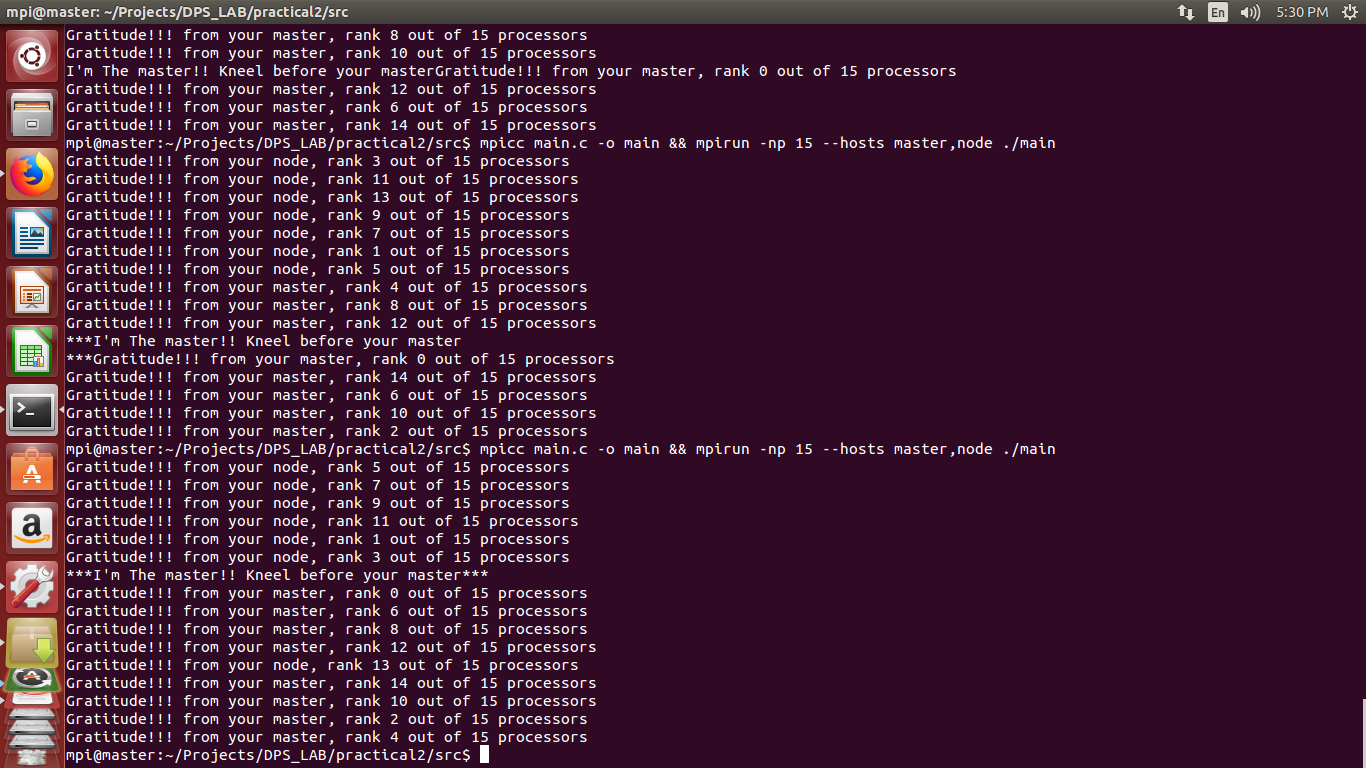 mpi@master: ~/Projects/DPS_LAB/practical2/src
En
5:30 PM
Gratitude!!! from your master, rank 8 out of 15 processors
Gratitude!!! from your master, rank 10 out of 15 processors
I'm The master!! Kneel before your masterGratitude!!! from your master, rank 0 out of 15 processors
Gratitude!!! from your master, rank 12 out of 15 processors
Gratitude!!! from your master, rank 6 out of 15 processors
Gratitude!!! from your master, rank 14 out of 15 processors
mpi@master:~/Projects/DPS_LAB/practical2/src$ mpicc main.c -o main && mpirun -np 15 --hosts master,node ./main
Gratitude!!! from your node, rank 3 out of 15 processors
Gratitude!!! from your node, rank 11 out of 15 processors
Gratitude!!! from your node, rank 13 out of 15 processors
Gratitude!!! from your node, rank 9 out of 15 processors
Gratitude!!! from your node, rank 7 out of 15 processors
Gratitude!!! from your node, rank 1 out of 15 processors
Gratitude!!! from your node, rank 5 out of 15 processors
Gratitude!!! from your master, rank 4 out of 15 processors
Gratitude!!! from your master, rank 8 out of 15 processors
Gratitude!!! from your master, rank 12 out of 15 processors
***I'm The master!! Kneel before your master
***Gratitude!!! from your master, rank 0 out of 15 processors
Gratitude!!! from your master, rank 14 out of 15 processors
Gratitude!!! from your master, rank 6 out of 15 processors
Gratitude!!! from your master, rank 10 out of 15 processors
Gratitude!!! from your master, rank 2 out of 15 processors
mpi@master:~/Projects/DPS_LAB/practical2/src$ mpicc main.c -o main && mpirun -np 15 --hosts master,node ./main
Gratitude!!! from your node, rank 5 out of 15 processors
Gratitude!!! from your node, rank 7 out of 15 processors
Gratitude!!! from your node, rank 9 out of 15 processors
Gratitude!!! from your node, rank 11 out of 15 processors
Gratitude!!! from your node, rank 1 out of 15 processors
Gratitude!!! from your node, rank 3 out of 15 processors
***I'm The master!! Kneel before your master***
Gratitude!!! from your master, rank 0 out of 15 processors
Gratitude!!! from your master, rank 6 out of 15 processors
Gratitude!!! from your master, rank 8 out of 15 processors
Gratitude!!! from your master, rank 12 out of 15 processors
Gratitude!!! from your node, rank 13 out of 15 processors
Gratitude!!! from your master, rank 14 out of 15 processors
Gratitude!!! from your master, rank 10 out of 15 processors
Gratitude!!! from your master, rank 2 out of 15 processors
Gratitude!!! from your master, rank 4 out of 15 processors
mpi@master:~/Projects/DPS_LAB/practical2/src$